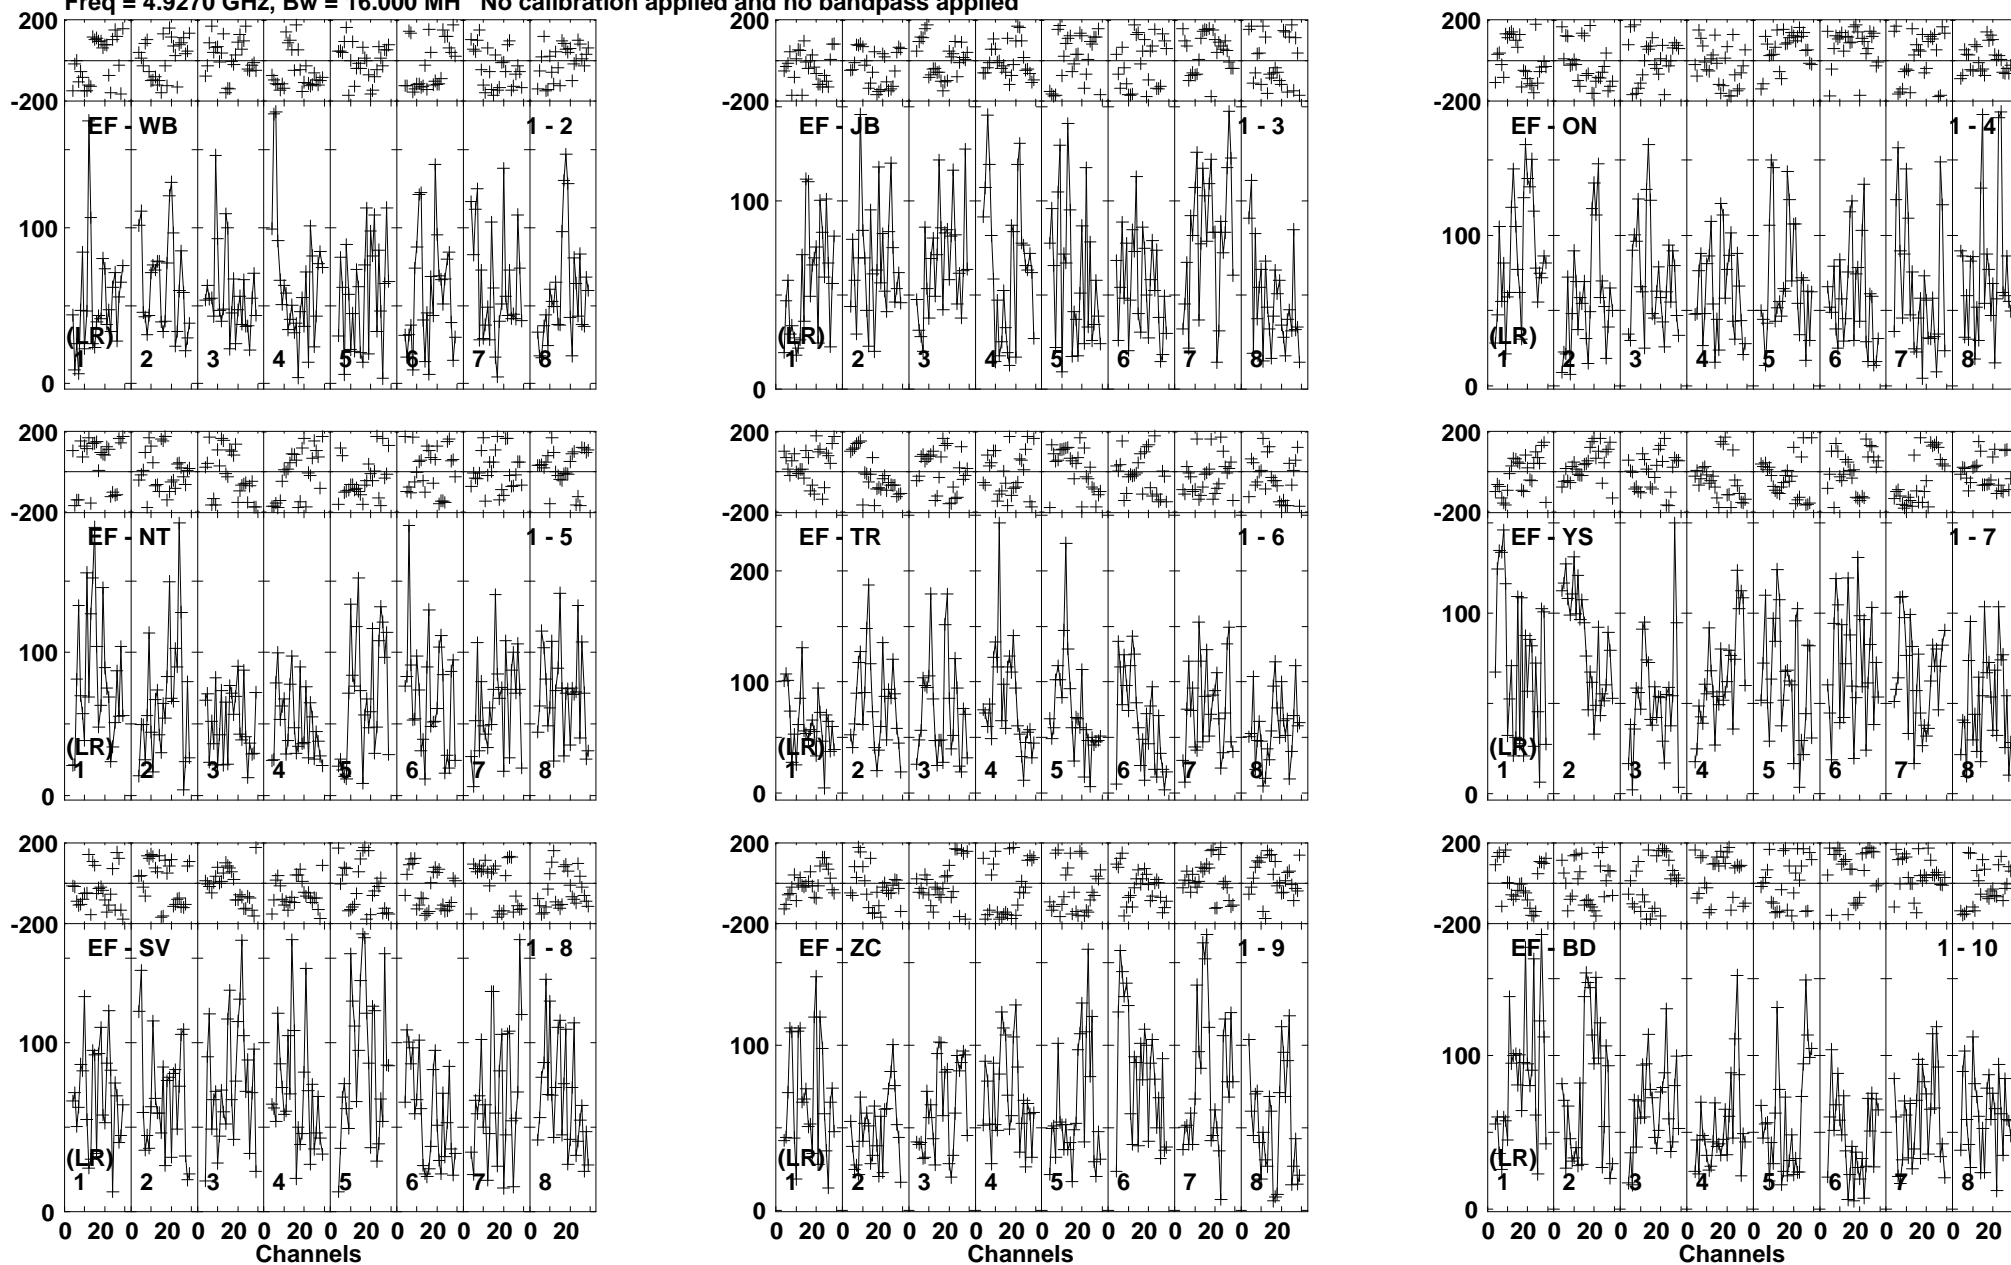 Freq = 4.9270 GHz, Bw = 16.000 MH No calibration applied and no bandpass applied
200 200 200
-200 -200 -200
EF - WB 1 - 2 EF - JB 1 - 3 EF - ON 1 - 4
100 100 100
(LR) (LR) (LR)
1 2 3 4 5 6 7 8 1 2 3 4 5 6 7 8 1 2 3 4 5 6 7 8
0 0 0
200 200 200
-200 -200 -200
EF - NT 1 - 5 EF - TR 1 - 6 EF - YS 1 - 7
200
100 100 100
(LR) (LR) (LR)
1 2 3 4 5 6 7 8 1 2 3 4 5 6 7 8 1 2 3 4 5 6 7 8
0 0 0
200 200 200
-200 -200 -200
EF - SV 1 - 8 EF - ZC 1 - 9 EF - BD 1 - 10
100 100 100
(LR) (LR) (LR)
1 2 3 4 5 6 7 8 1 2 3 4 5 6 7 8 1 2 3 4 5 6 7 8
0 0 0
0 20 0 20 0 20 0 20 0 20 0 20 0 20 0 20 0 20 0 20 0 20 0 20 0 20 0 20 0 20 0 20 0 20 0 20 0 20 0 20 0 20 0 20 0 20 0 20
Channels Channels Channels